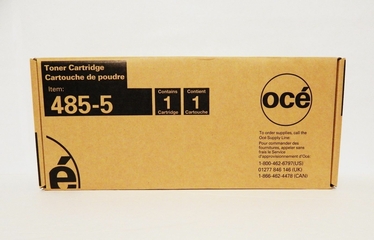 Toner Cartridge
Cartouche de poudre
Item:
485-5
Contains
1
Cartridge
Contient
1
Cartouche
océ
To order supplies, call the
Océ Supply Line:
Pour commander des
fournitures, appeler sans
frais le Service
d'approvisionnement d'Océ:
1-800-462-6797(US)
01277 846 146 (UK)
1-866-462-4478 (CAN)
é